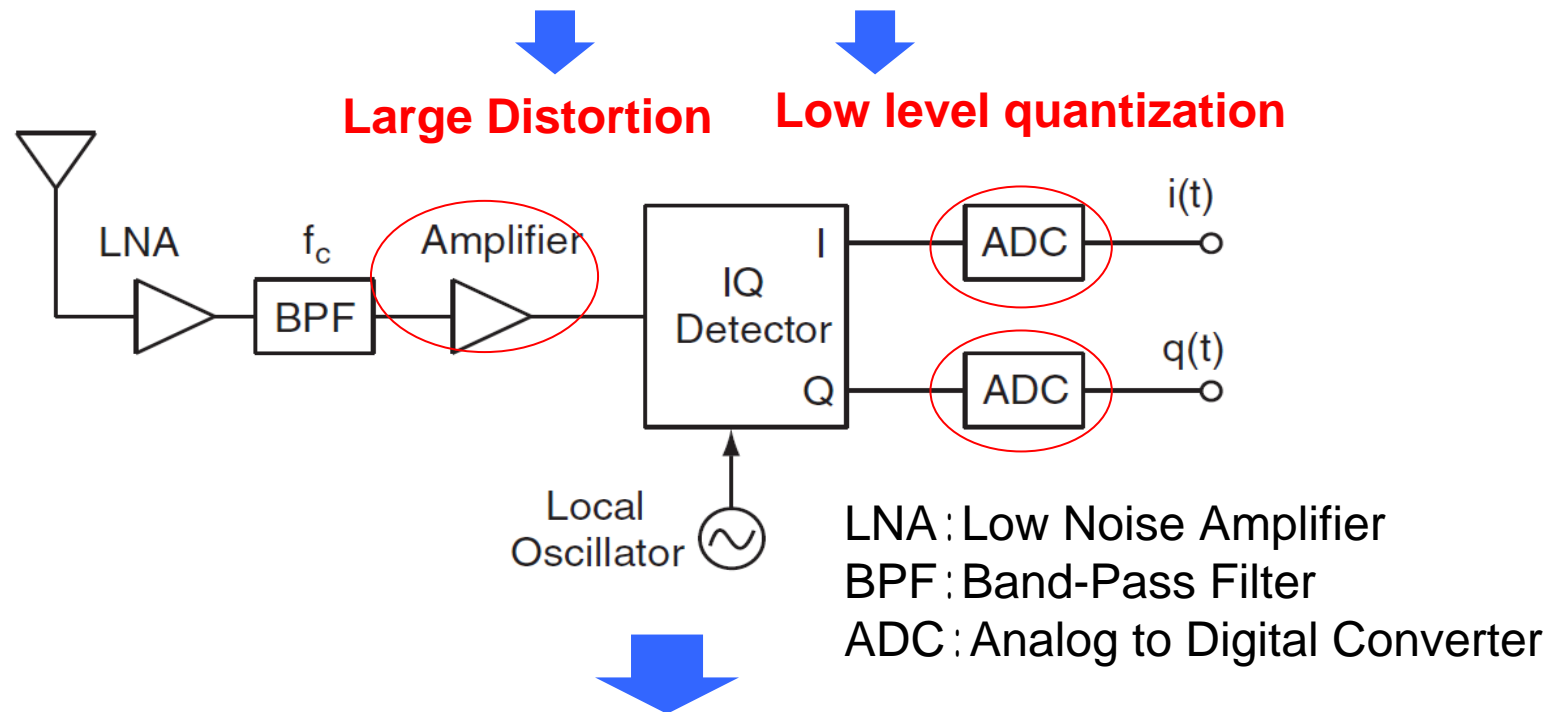 Large Distortion
Low level quantization
LNA
f_c
Amplifier
BPF
IQ
Detector
I
Q
ADC
i(t)
ADC
q(t)
Local
Oscillator
LNA:Low Noise Amplifier
BPF:Band-Pass Filter
ADC:Analog to Digital Converter